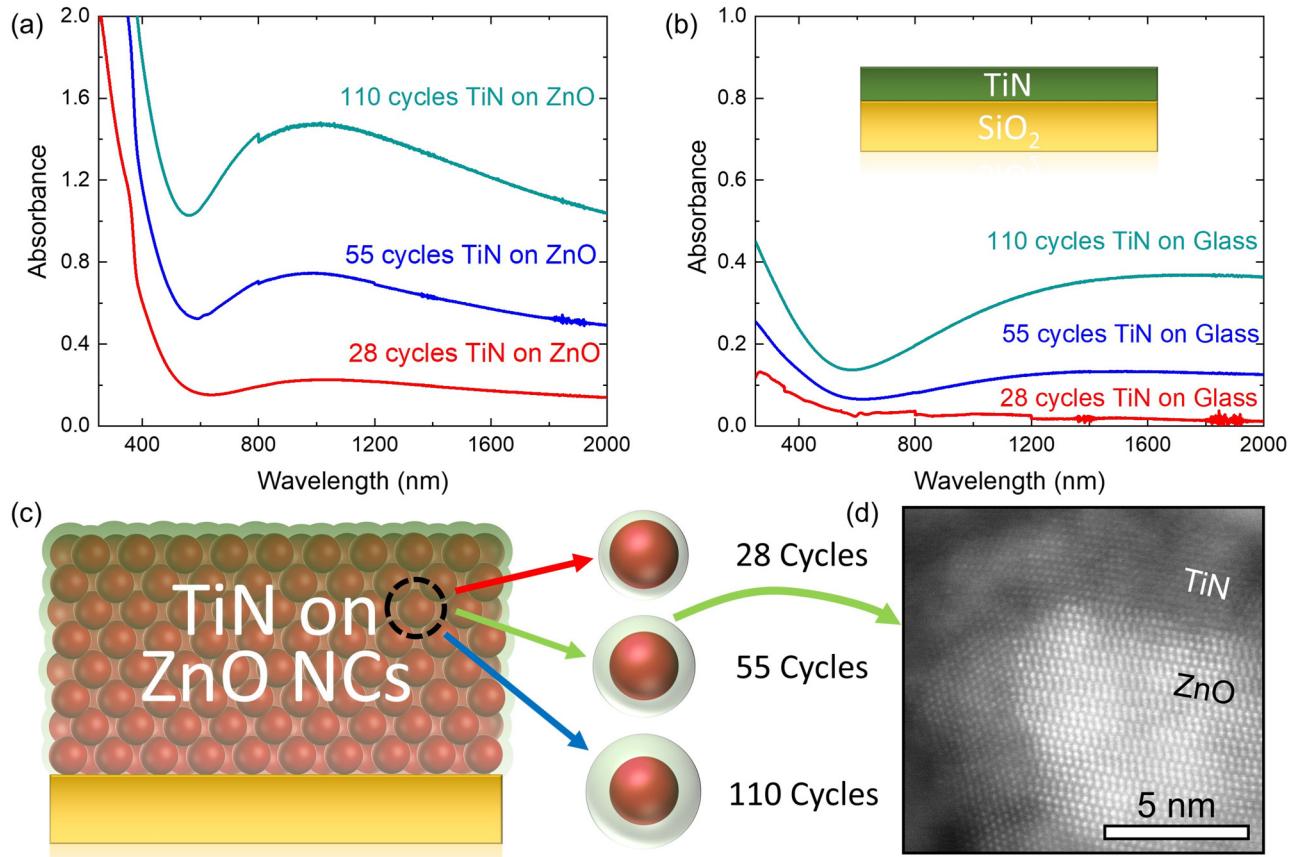 (a)
2.0
1.6
1.2
0.8
0.4
0.0
Absorbance
110 cycles TiN on ZnO
55 cycles TiN on ZnO
28 cycles TiN on ZnO
400
800
1200
1600
2000
Wavelength (nm)
(b)
1.0
0.8
0.6
0.4
0.2
0.0
Absorbance
TiN
SiO₂
110 cycles TiN on Glass
55 cycles TiN on Glass
28 cycles TiN on Glass
400
800
1200
1600
2000
Wavelength (nm)
(c)
TiN on
ZnO NCs
28 Cycles
55 Cycles
110 Cycles
(d)
TiN
ZnO
5 nm